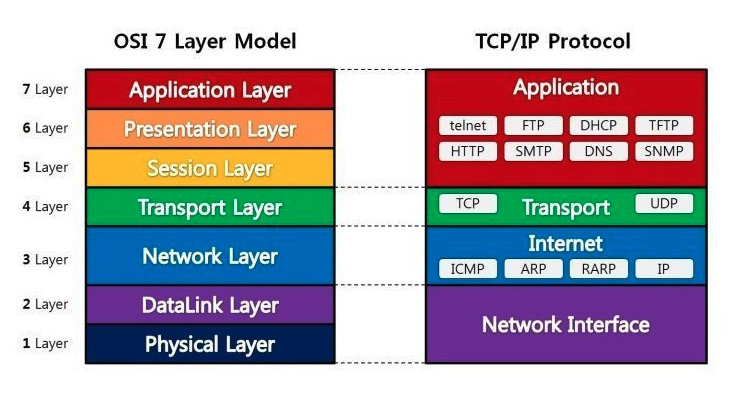 OSI 7 Layer Model
TCP/IP Protocol
7 Layer
Application Layer
6 Layer
Presentation Layer
5 Layer
Session Layer
4 Layer
Transport Layer
3 Layer
Network Layer
2 Layer
DataLink Layer
1 Layer
Physical Layer
Application
telnet FTP DHCP TFTP
HTTP SMTP DNS SNMP
TCP Transport UDP
Internet
ICMP ARP RARP IP
Network Interface